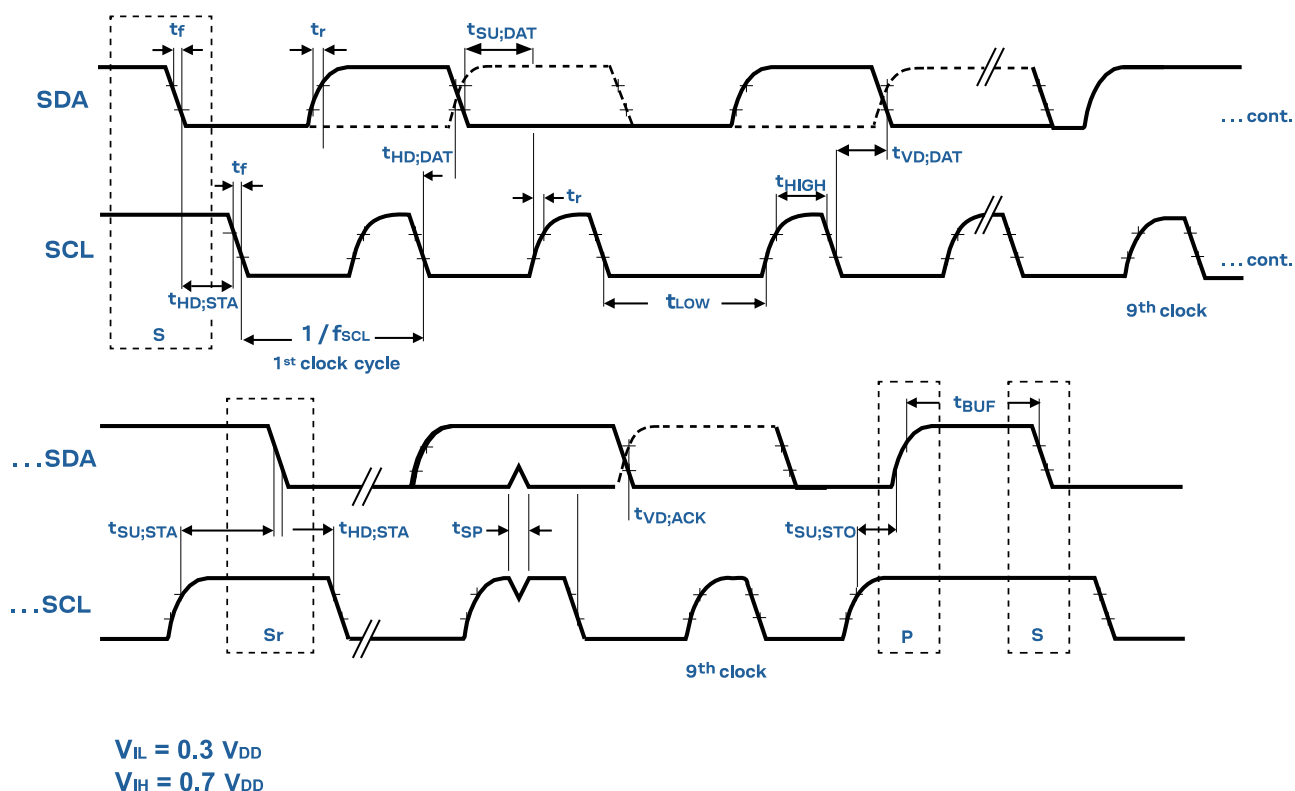 tf
tr
tSU;DAT
SDA
...cont.
tHD;DAT
tVD;DAT
tf
tr
tHIGH
SCL
...cont.
tHD;STA
tLOW
S
1/fSCL
1st clock cycle
9th clock
tBUF
...SDA
tSU;STA
tHD;STA
tSP
tVD;ACK
tSU;STO
...SCL
Sr
P
S
9th clock
VIL = 0.3 VDD
VIH = 0.7 VDD